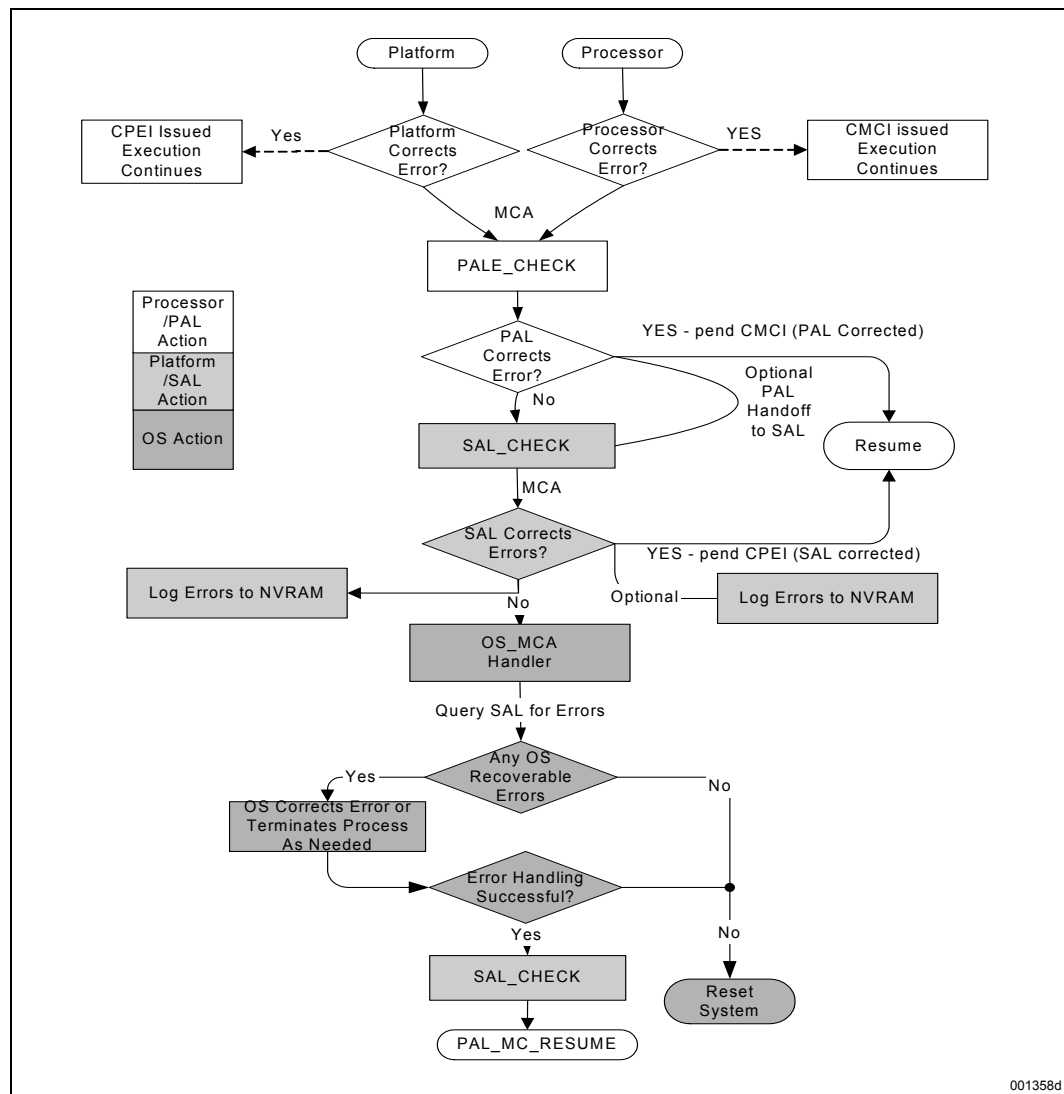 Platform
Processor
CPEI Issued
Execution
Continues
Yes
Platform
Corrects
Error?
Processor
Corrects
Error?
YES
CMCI issued
Execution
Continues
MCA
PALE_CHECK
Processor
/PAL
Action
Platform
/SAL
Action
OS Action
PAL
Corrects
Error?
YES - pend CMCI (PAL Corrected)
Optional
PAL
Handoff
to SAL
No
SAL_CHECK
Resume
MCA
SAL Corrects
Errors?
YES - pend CPEI (SAL corrected)
Log Errors to NVRAM
No
Optional
Log Errors to NVRAM
OS_MCA
Handler
Query SAL for Errors
Any OS
Recoverable
Errors
Yes
No
OS Corrects Error or
Terminates Process
As Needed
Error Handling
Successful?
Yes
No
SAL_CHECK
Reset
System
PAL_MC_RESUME
001358d